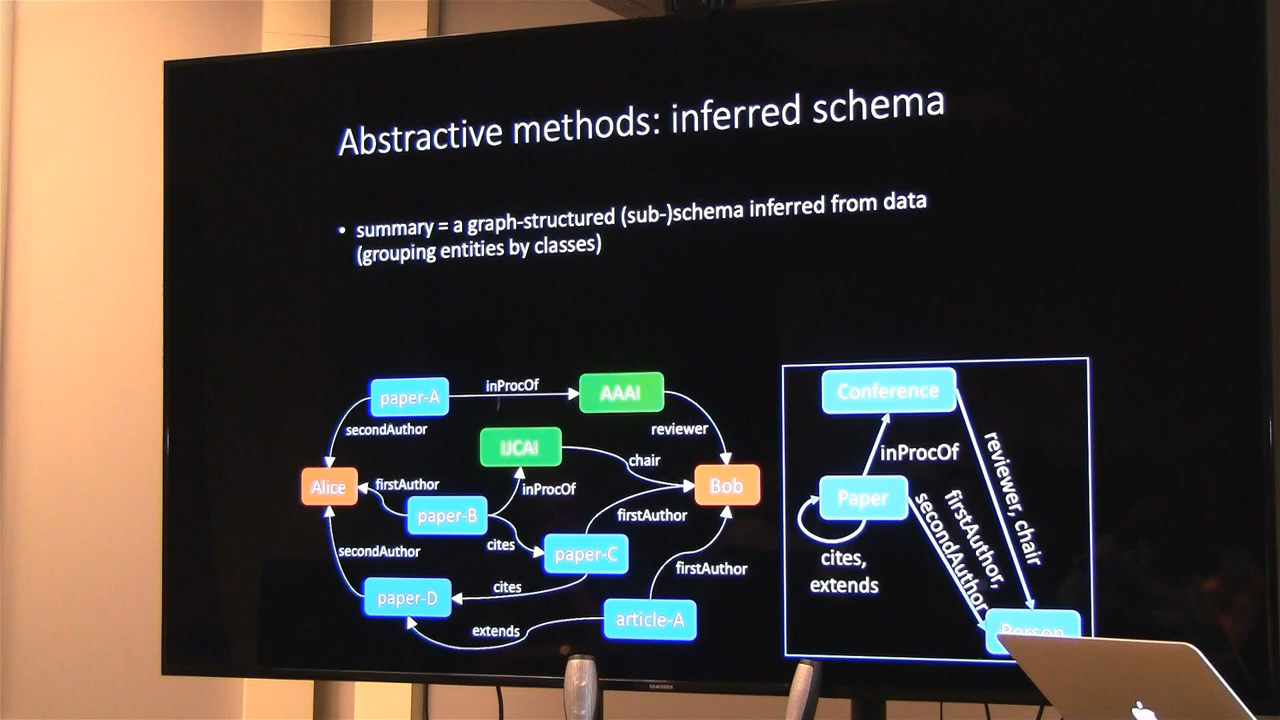 Abstractive methods: inferred schema
• summary = a graph-structured (sub-)schema inferred from data
(grouping entities by classes)
paper-A
inProcOf
AAAI
secondAuthor
reviewer
IJCAI
chair
Alice
firstAuthor
inProcOf
Bob
paper-B
firstAuthor
cites
paper-C
secondAuthor
firstAuthor
cites
paper-D
article-A
extends
Conference
inProcOf
reviewer, chair
Paper
firstAuthor,
secondAuthor
cites,
extends
Person
SAMSUNG